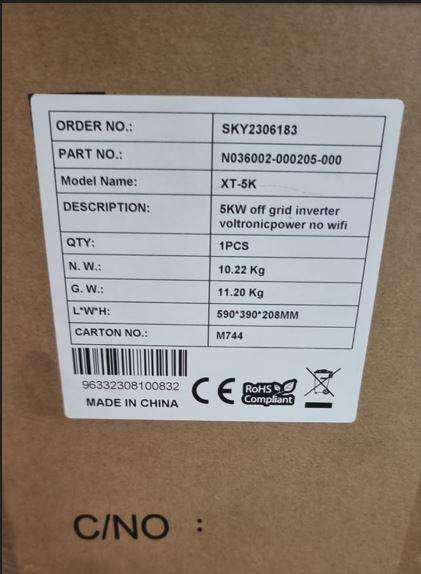 ORDER NO.: SKY2306183
PART NO.: N036002-000205-000
Model Name: XT-5K
DESCRIPTION: 5KW off grid inverter
voltronicpower no wifi
QTY: 1PCS
N. W.: 10.22 Kg
G. W.: 11.20 Kg
L*W*H: 590*390*208MM
CARTON NO.: M744
96332308100832
MADE IN CHINA
CE
RoHS
Compliant
C/NO :